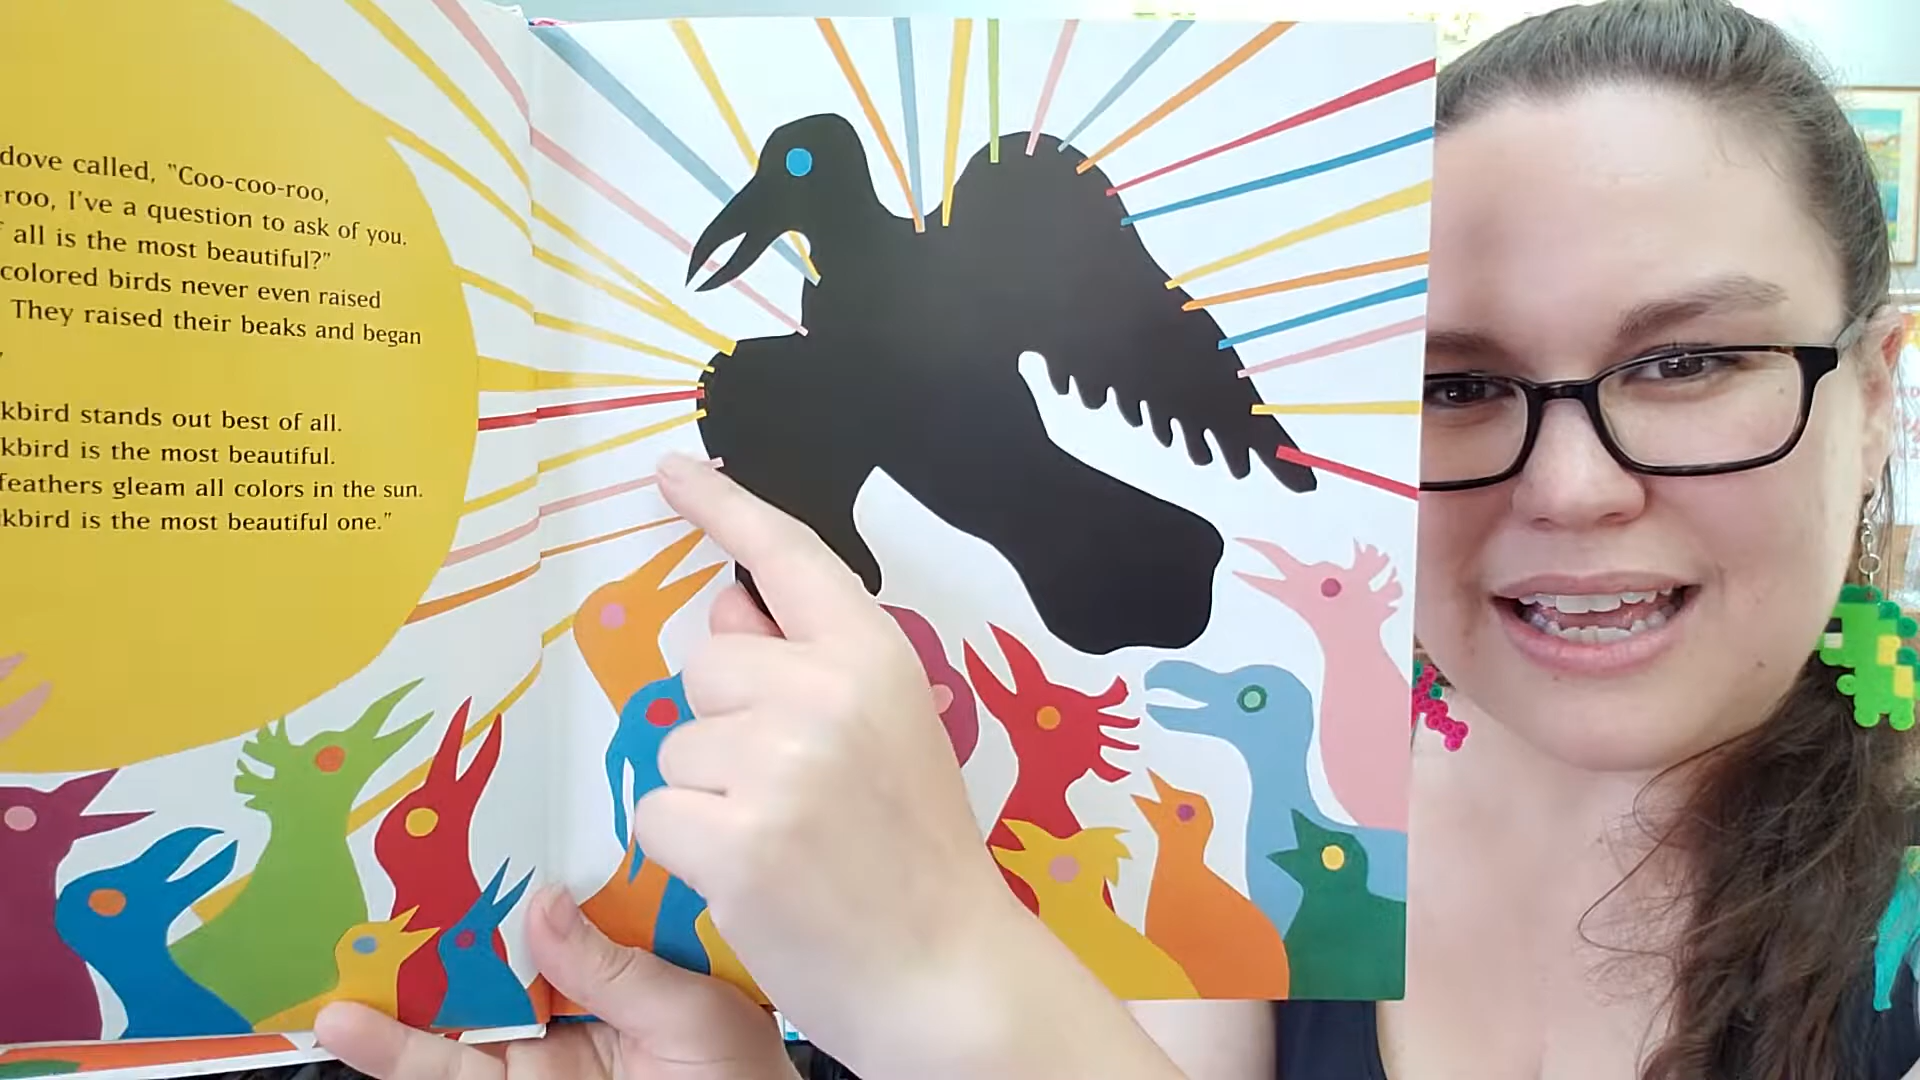 dove called, "Coo-coo-roo,
-roo, I've a question to ask of you.
f all is the most beautiful?"
colored birds never even raised
They raised their beaks and began
kbird stands out best of all.
kbird is the most beautiful.
feathers gleam all colors in the sun.
kbird is the most beautiful one."